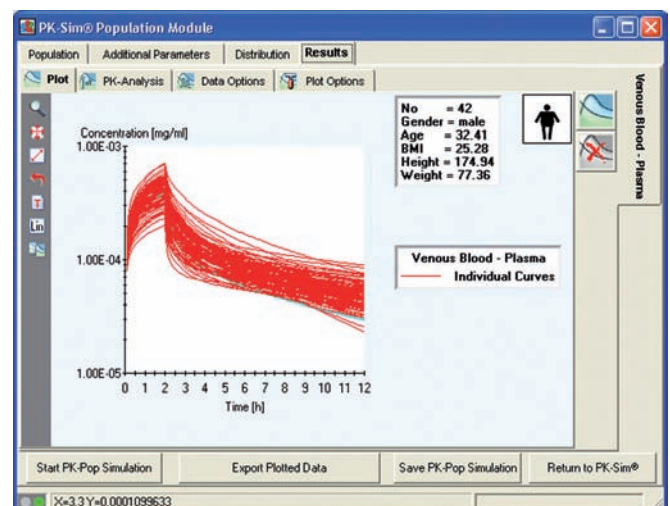 PK-Sim® Population Module
Population Additional Parameters Distribution Results
Plot PK-Analysis Data Options Plot Options
No = 42
Gender = male
Age = 32.41
BMI = 25.28
Height = 174.94
Weight = 77.36
Venous Blood - Plasma
Concentration [mg/ml]
1.00E-03
1.00E-04
1.00E-05
0 1 2 3 4 5 6 7 8 9 10 11 12
Time [h]
Venous Blood - Plasma
Individual Curves
T
Lin
Start PK-Pop Simulation Export Plotted Data Save PK-Pop Simulation Return to PK-Sim®
X=3.3 Y=0.0001099633